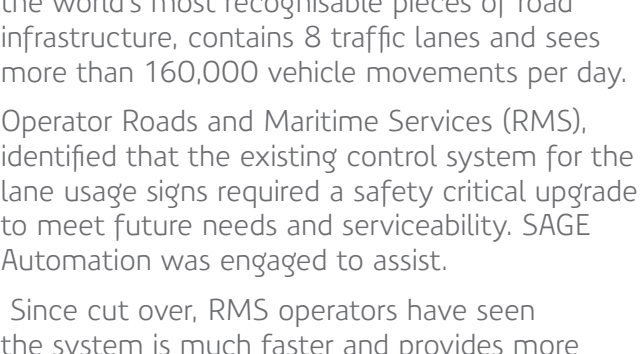 the world's most recognisable pieces of road
infrastructure, contains 8 traffic lanes and sees
more than 160,000 vehicle movements per day.
Operator Roads and Maritime Services (RMS),
identified that the existing control system for the
lane usage signs required a safety critical upgrade
to meet future needs and serviceability. SAGE
Automation was engaged to assist.
Since cut over, RMS operators have seen
the system is much faster and provides more